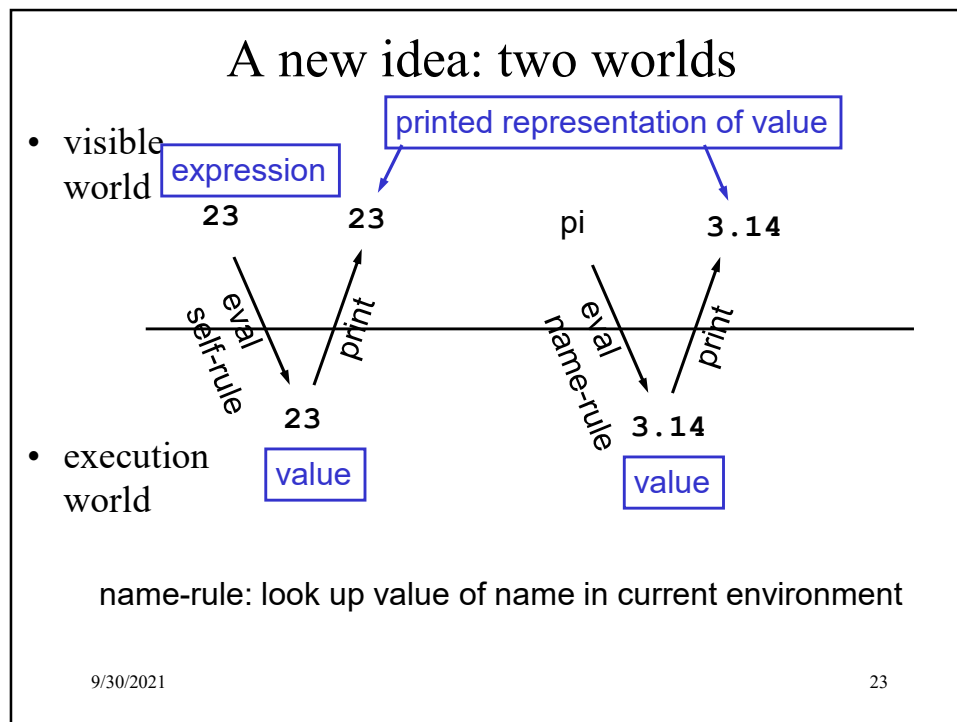 A new idea: two worlds
printed representation of value
• visible
world
expression
23
23
pi
3.14
eval
self-rule
print
eval
name-rule
print
23
3.14
• execution
world
value
value
name-rule: look up value of name in current environment
9/30/2021
23